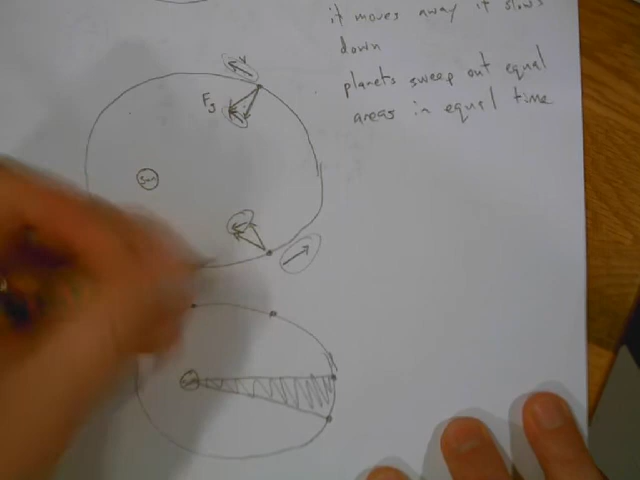 it moves away it slows
down
planets sweep out equal
areas in equal time
Fg
Sun